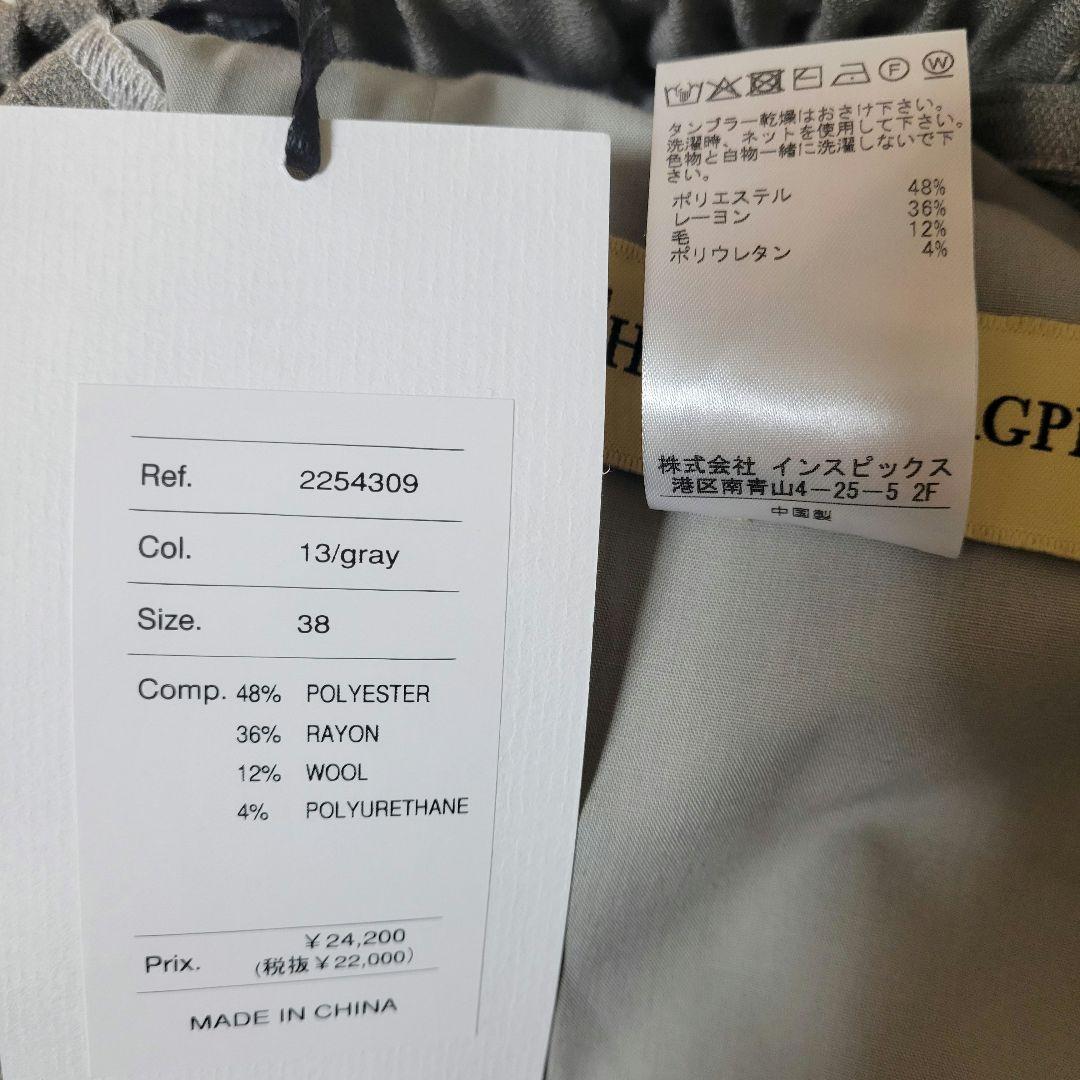 Ref. 2254309
Col. 13/gray
Size. 38
Comp. 48% POLYESTER
36% RAYON
12% WOOL
4% POLYURETHANE
Prix. ¥24,200
(税抜¥22,000)
MADE IN CHINA
F W
タンブラー乾燥はおさけ下さい。
洗濯時、ネットを使用して下さい。
色物と白物一緒に洗濯しないで下
さい。
ポリエステル 48%
レーヨン 36%
毛 12%
ポリウレタン 4%
株式会社 インスピックス
港区南青山4-25-5 2F
中国製